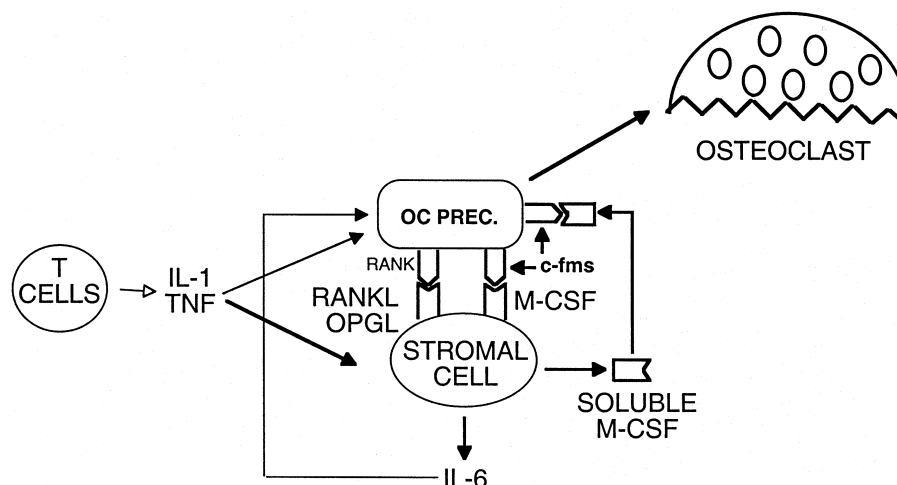 OSTEOCLAST
OC PREC.
RANK
c-fms
T
CELLS
IL-1
TNF
RANKL
OPGL
M-CSF
STROMAL
CELL
SOLUBLE
M-CSF
IL-6